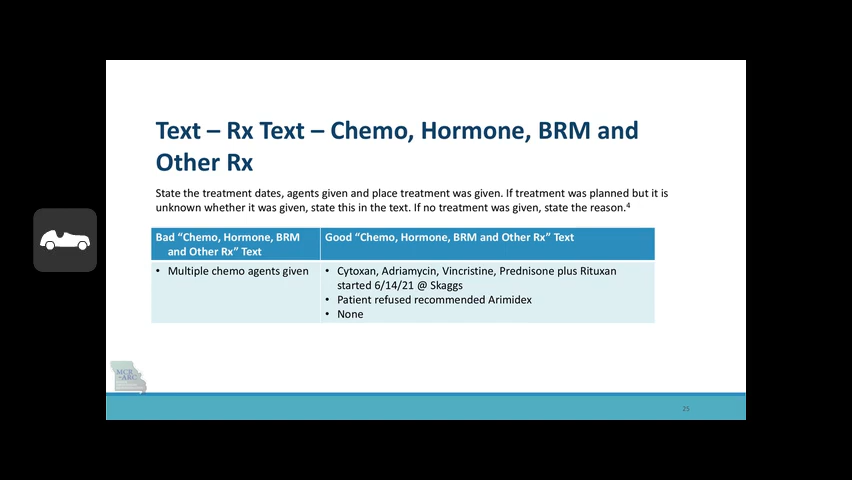 Text – Rx Text – Chemo, Hormone, BRM and
Other Rx
State the treatment dates, agents given and place treatment was given. If treatment was planned but it is
unknown whether it was given, state this in the text. If no treatment was given, state the reason.4
Bad “Chemo, Hormone, BRM
and Other Rx” Text
Good “Chemo, Hormone, BRM and Other Rx” Text
• Multiple chemo agents given
• Cytoxan, Adriamycin, Vincristine, Prednisone plus Rituxan
started 6/14/21 @ Skaggs
• Patient refused recommended Arimidex
• None
MCR
ARC
25